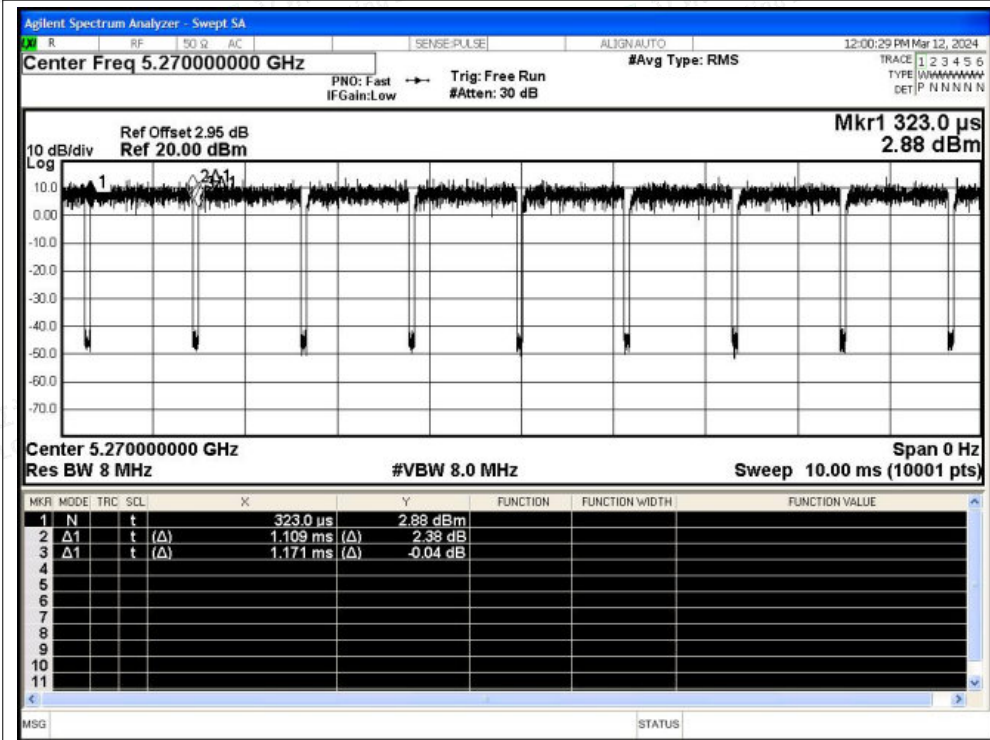 Agilent Spectrum Analyzer - Swept SA
LXI R RF 50 Ω AC SENSE:PULSE ALIGNAUTO 12:00:29 PM Mar 12, 2024
Center Freq 5.270000000 GHz #Avg Type: RMS TRACE 1 2 3 4 5 6
PNO: Fast Trig: Free Run TYPE
IFGain:Low #Atten: 30 dB DET P N N N N N
Mkr1 323.0 µs
Ref Offset 2.95 dB
10 dB/div Ref 20.00 dBm 2.88 dBm
Log
1 2Δ1
10.0
0.00
-10.0
-20.0
-30.0
-40.0
-50.0
-60.0
-70.0
Center 5.270000000 GHz Span 0 Hz
Res BW 8 MHz #VBW 8.0 MHz Sweep 10.00 ms (10001 pts)
MKR MODE TRC SCL X Y FUNCTION FUNCTION WIDTH FUNCTION VALUE
1 N t 323.0 µs 2.88 dBm
2 Δ1 t (Δ) 1.109 ms (Δ) 2.38 dB
3 Δ1 t (Δ) 1.171 ms (Δ) -0.04 dB
4
5
6
7
8
9
10
11
MSG STATUS